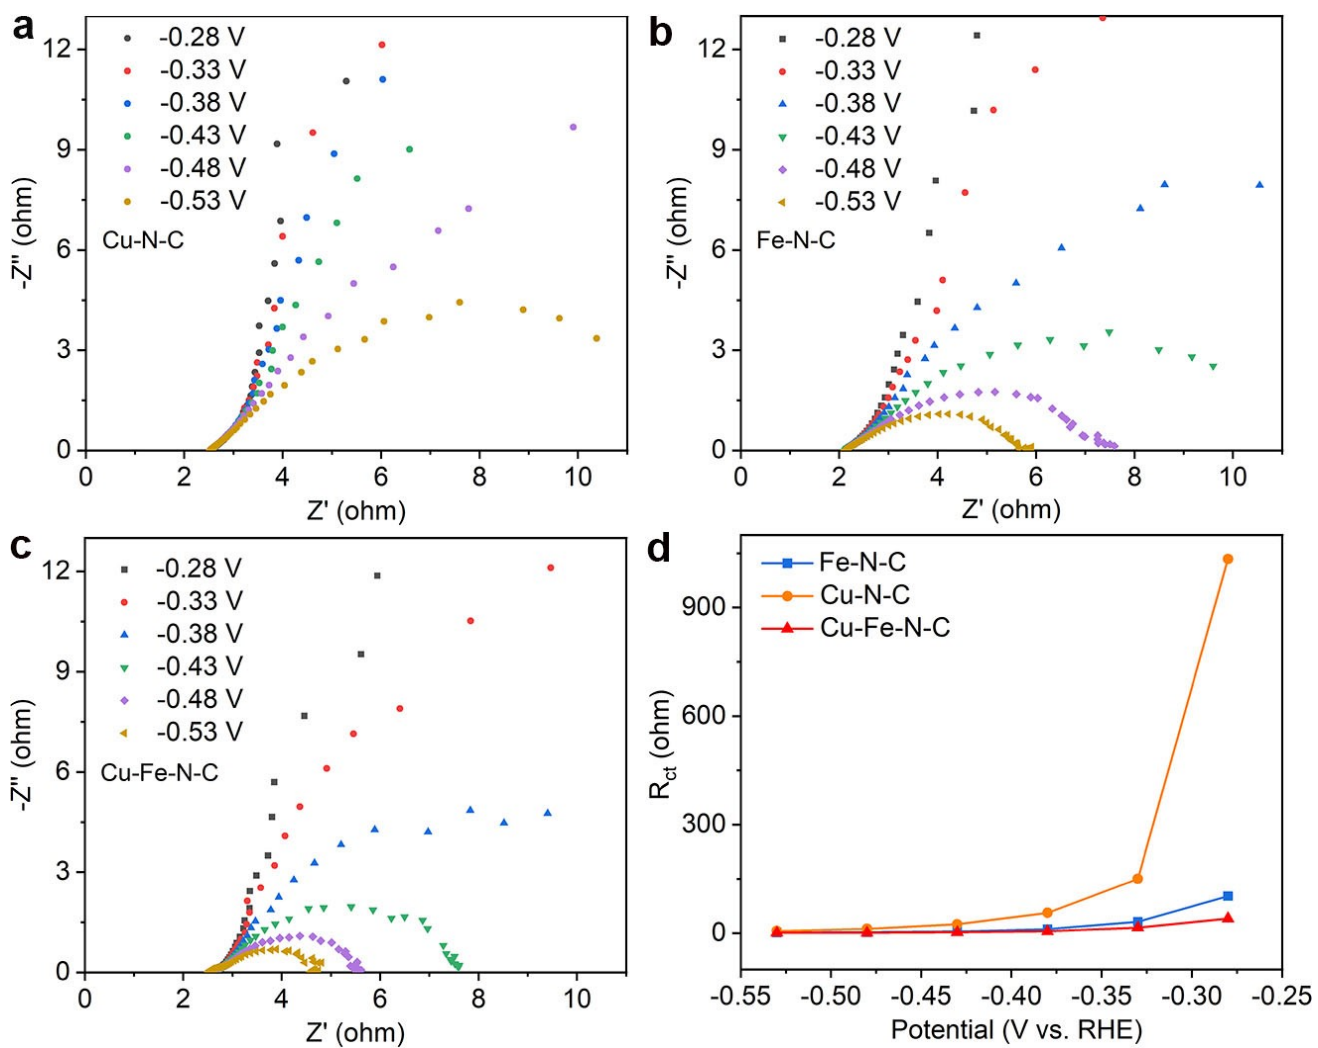 a
-0.28 V
-0.33 V
-0.38 V
-0.43 V
-0.48 V
-0.53 V
Cu-N-C
12
9
6
3
0
-Z'' (ohm)
0 2 4 6 8 10
Z' (ohm)
b
-0.28 V
-0.33 V
-0.38 V
-0.43 V
-0.48 V
-0.53 V
Fe-N-C
12
9
6
3
0
-Z'' (ohm)
0 2 4 6 8 10
Z' (ohm)
c
-0.28 V
-0.33 V
-0.38 V
-0.43 V
-0.48 V
-0.53 V
Cu-Fe-N-C
12
9
6
3
0
-Z'' (ohm)
0 2 4 6 8 10
Z' (ohm)
d
Fe-N-C
Cu-N-C
Cu-Fe-N-C
900
600
300
0
Rct (ohm)
-0.55 -0.50 -0.45 -0.40 -0.35 -0.30 -0.25
Potential (V vs. RHE)